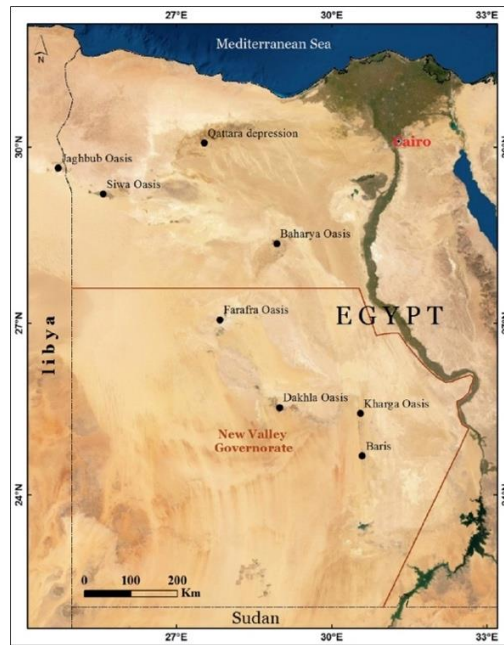 27°E
30°E
33°E
Mediterranean Sea
N
30°N
Qattara depression
Cairo
Jaghbub Oasis
Siwa Oasis
Baharya Oasis
libya
27°N
Farafra Oasis
EGYPT
Dakhla Oasis
Kharga Oasis
New Valley
Governorate
Baris
24°N
0 100 200
Km
Sudan
27°E
30°E
33°E